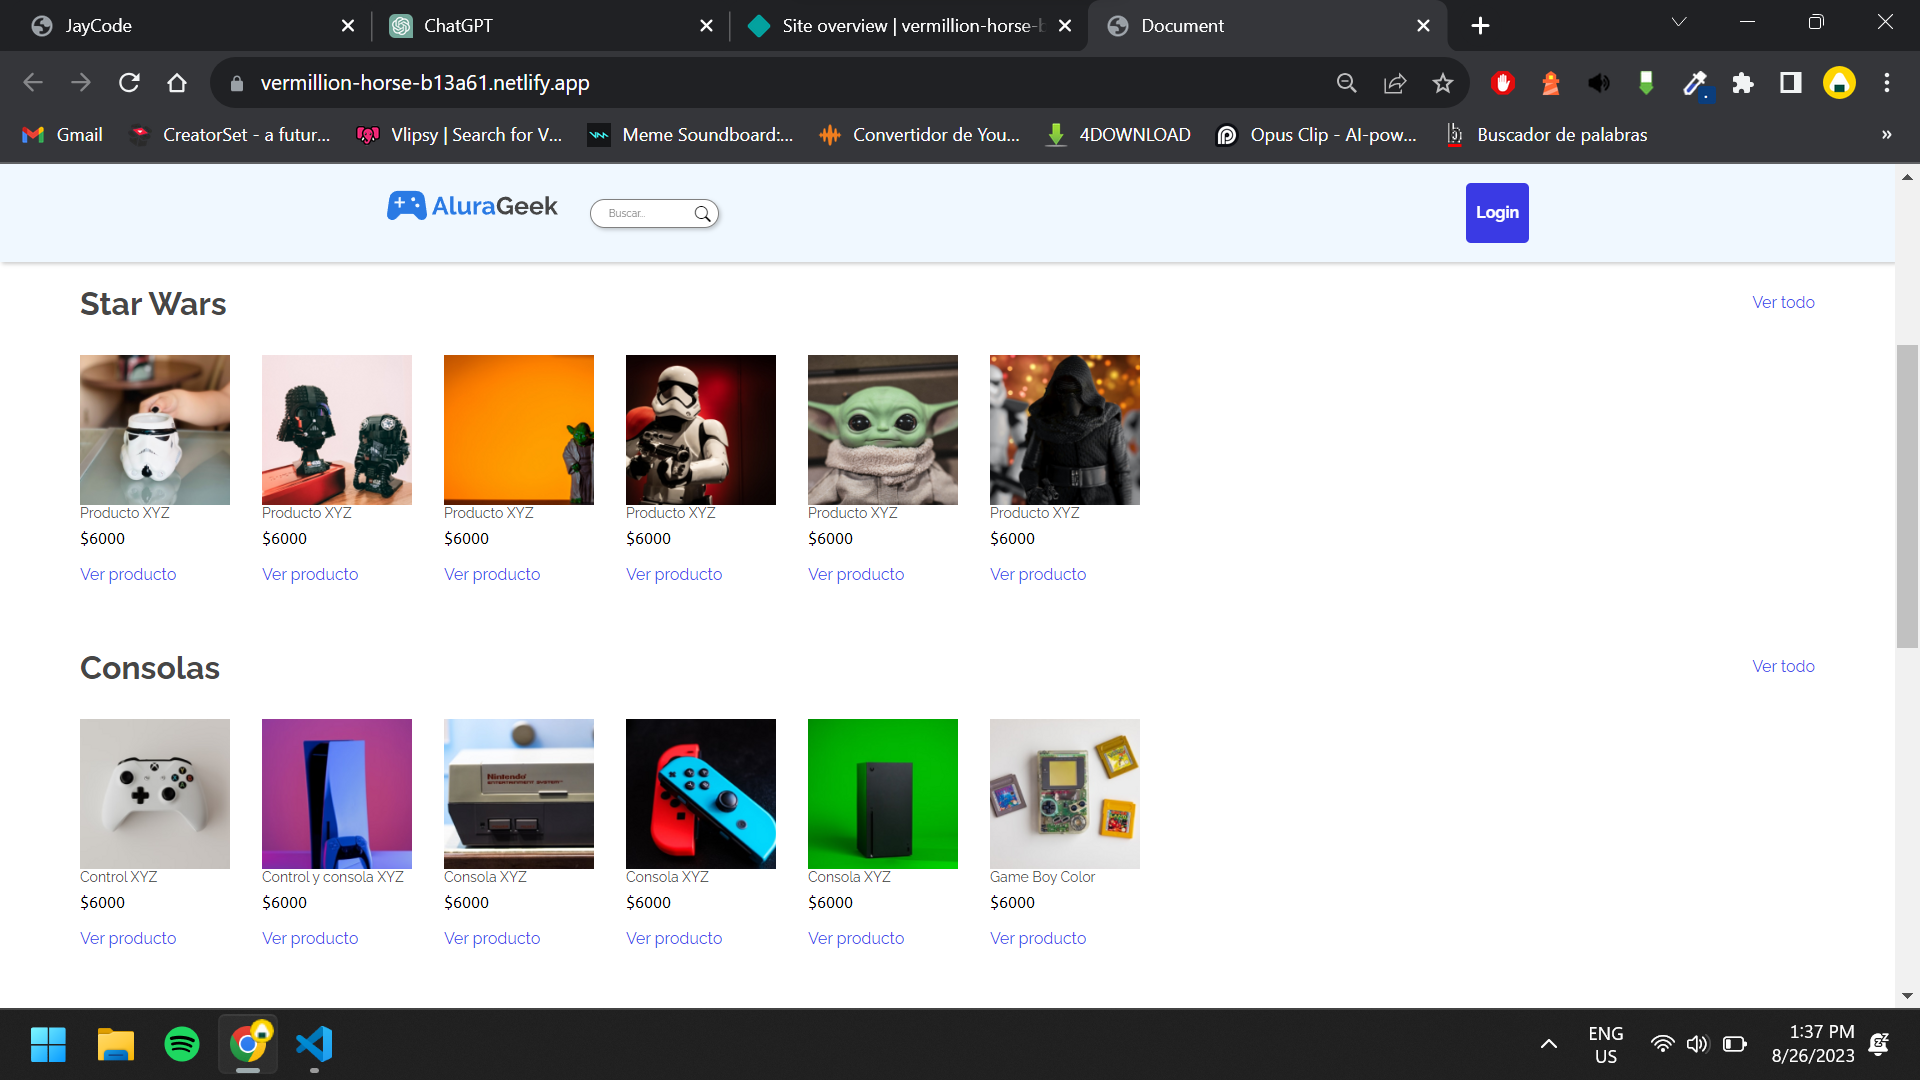 JayCode
ChatGPT
Site overview | vermillion-horse-b
Document
vermillion-horse-b13a61.netlify.app
Gmail
CreatorSet - a futur...
Vlipsy | Search for V...
Meme Soundboard:...
Convertidor de You...
4DOWNLOAD
Opus Clip - AI-pow...
Buscador de palabras
»
AluraGeek
Buscar...
Login
Star Wars
Ver todo
Producto XYZ
$6000
Ver producto
Producto XYZ
$6000
Ver producto
Producto XYZ
$6000
Ver producto
Producto XYZ
$6000
Ver producto
Producto XYZ
$6000
Ver producto
Producto XYZ
$6000
Ver producto
Consolas
Ver todo
Nintendo
ENTERTAINMENT SYSTEM
Control XYZ
$6000
Ver producto
Control y consola XYZ
$6000
Ver producto
Consola XYZ
$6000
Ver producto
Consola XYZ
$6000
Ver producto
Consola XYZ
$6000
Ver producto
Game Boy Color
$6000
Ver producto
ENG
US
1:37 PM
8/26/2023